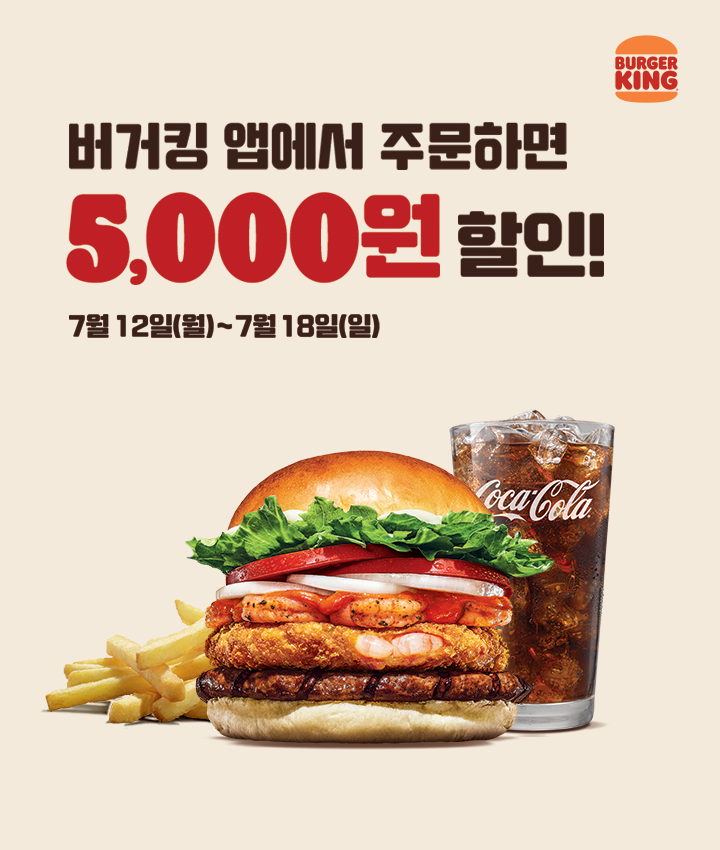 BURGER
KING
버거킹 앱에서 주문하면
5,000원 할인!
7월 12일(월)~7월 18일(일)
Coca-Cola